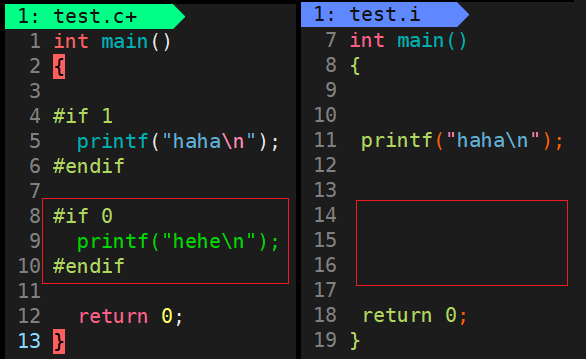 1: test.c+
1 int main()
2 {
3
4 #if 1
5 printf("haha\n");
6 #endif
7
8 #if 0
9 printf("hehe\n");
10 #endif
11
12 return 0;
13 }
1: test.i
7 int main()
8 {
9
10
11 printf("haha\n");
12
13
14
15
16
17
18 return 0;
19 }